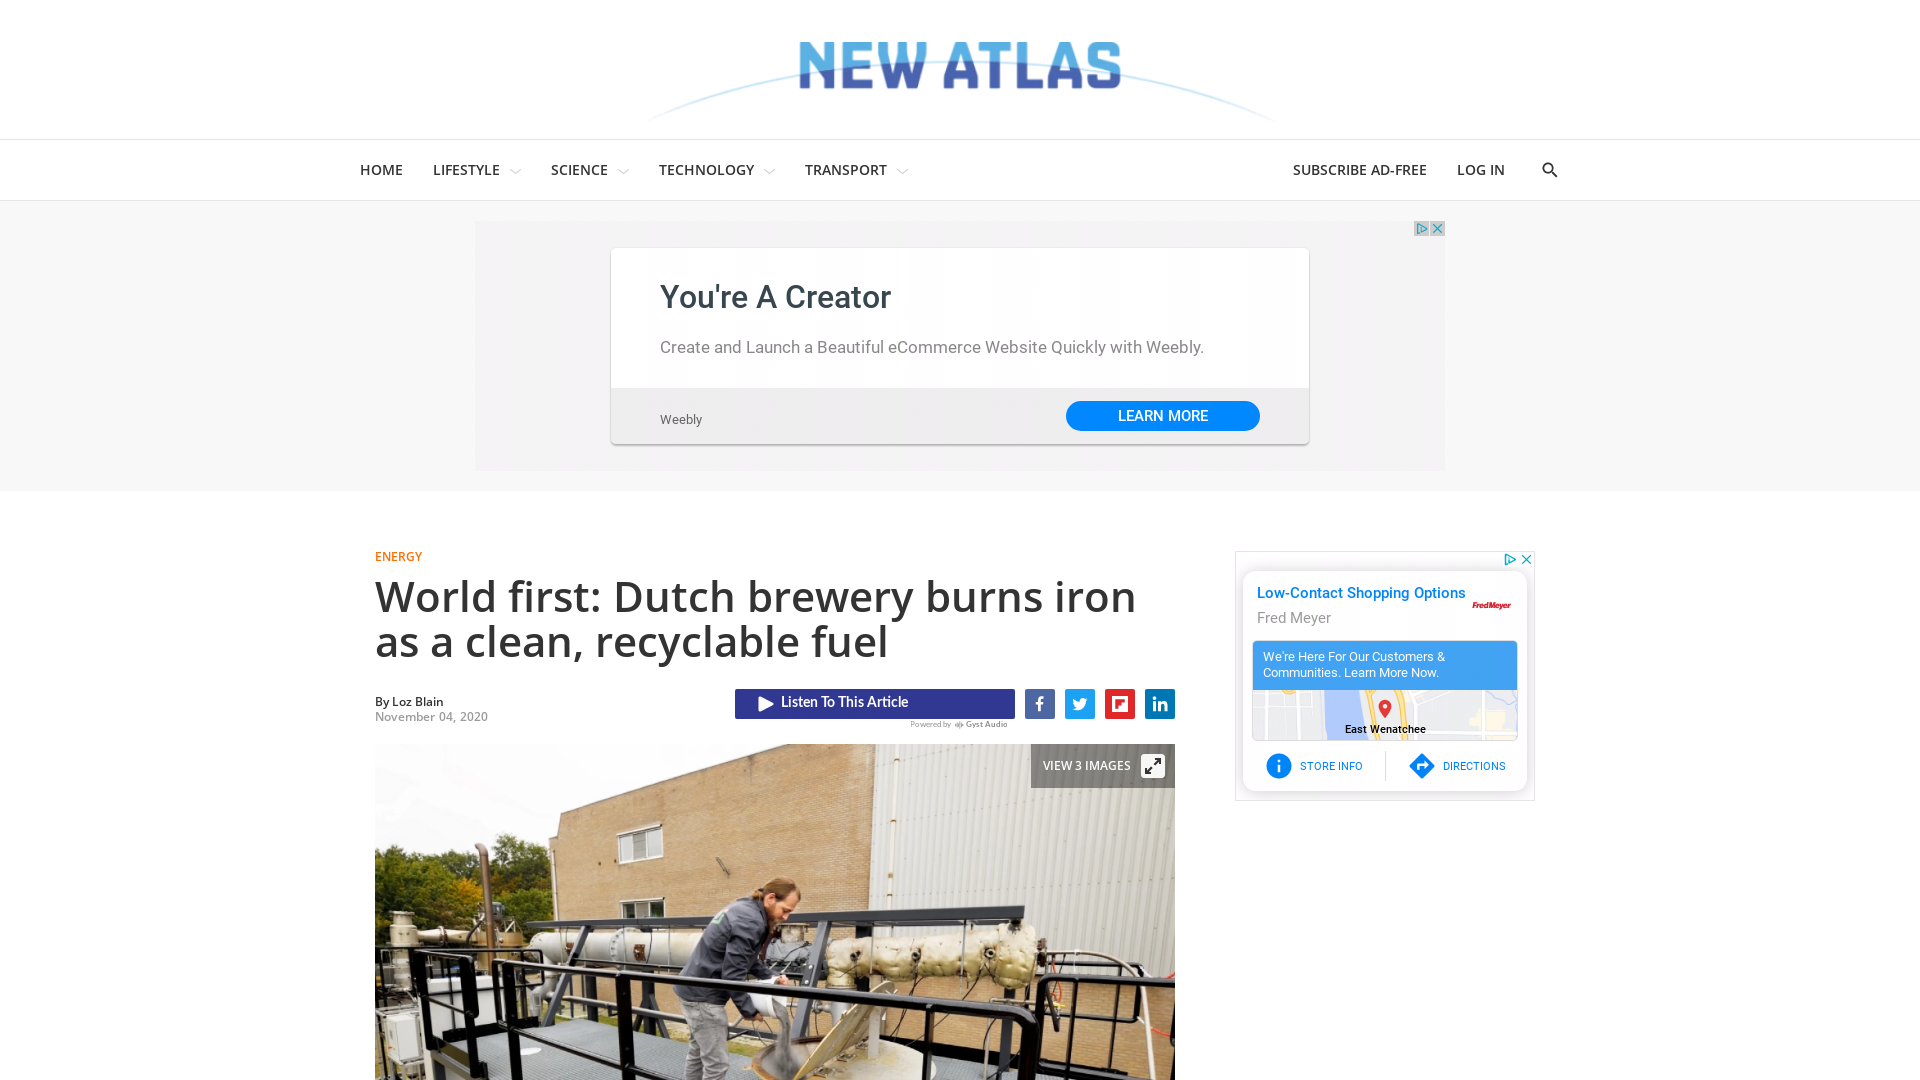 NEW ATLAS
HOME LIFESTYLE SCIENCE TECHNOLOGY TRANSPORT SUBSCRIBE AD-FREE LOG IN
You're A Creator
Create and Launch a Beautiful eCommerce Website Quickly with Weebly.
Weebly LEARN MORE
ENERGY
World first: Dutch brewery burns iron
as a clean, recyclable fuel
By Loz Blain
November 04, 2020
Listen To This Article
Powered by Gyst Audio
VIEW 3 IMAGES
Low-Contact Shopping Options
Fred Meyer
Fred Meyer
We're Here For Our Customers &
Communities. Learn More Now.
East Wenatchee
STORE INFO DIRECTIONS